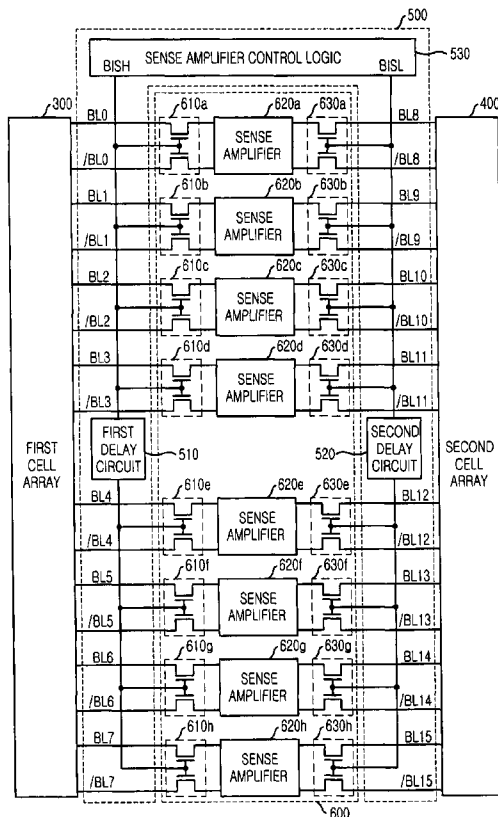 500
SENSE AMPLIFIER CONTROL LOGIC
BISH
BISL
530
300
400
BL0
610a
620a
630a
BL8
SENSE
AMPLIFIER
/BL0
/BL8
BL1
610b
620b
630b
BL9
SENSE
AMPLIFIER
/BL1
/BL9
BL2
610c
620c
630c
BL10
SENSE
AMPLIFIER
/BL2
/BL10
BL3
610d
620d
630d
BL11
SENSE
AMPLIFIER
/BL3
/BL11
FIRST
CELL
ARRAY
FIRST
DELAY
CIRCUIT
510
520
SECOND
DELAY
CIRCUIT
SECOND
CELL
ARRAY
BL4
610e
620e
630e
BL12
SENSE
AMPLIFIER
/BL4
/BL12
BL5
610f
620f
630f
BL13
SENSE
AMPLIFIER
/BL5
/BL13
BL6
610g
620g
630g
BL14
SENSE
AMPLIFIER
/BL6
/BL14
BL7
610h
620h
630h
BL15
SENSE
AMPLIFIER
/BL7
/BL15
600